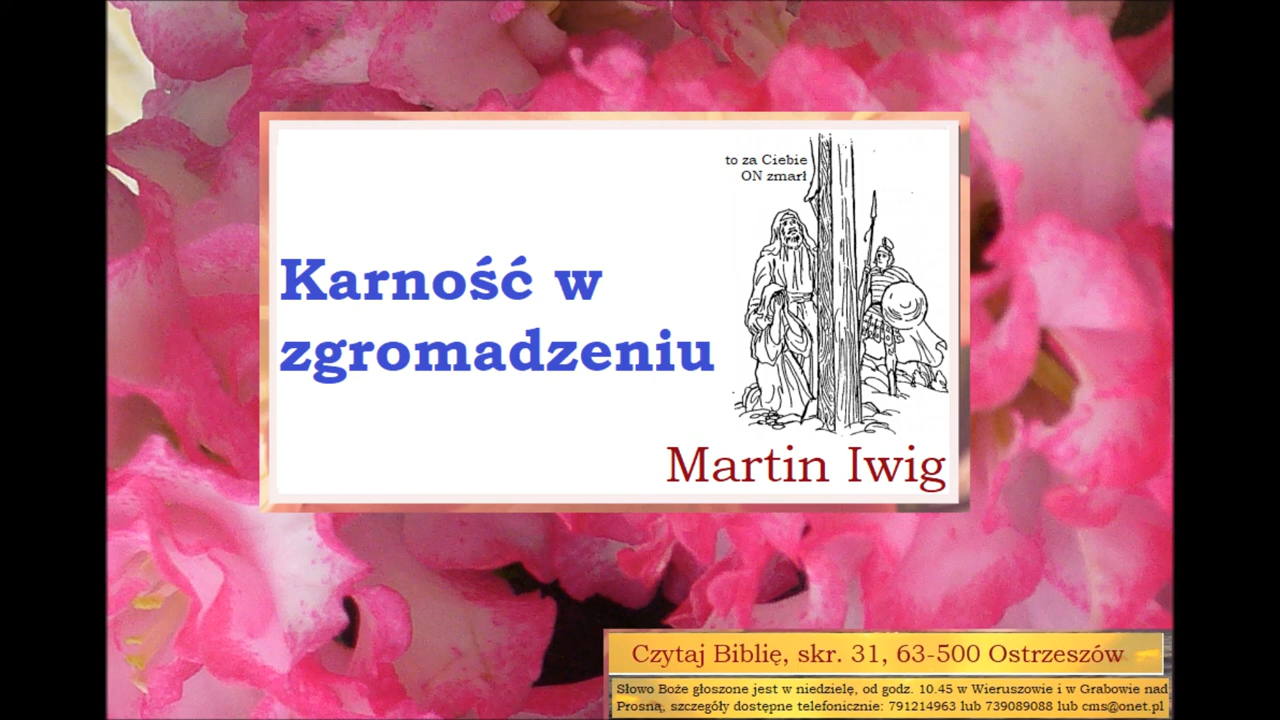 to za Ciebie
ON zmarł
Karność w
zgromadzeniu
Martin Iwig
Czytaj Biblię, skr. 31, 63-500 Ostrzeszów
Słowo Boże głoszone jest w niedzielę, od godz. 10.45 w Wieruszowie i w Grabowie nad
Prosną, szczegóły dostępne telefonicznie: 791214963 lub 739089088 lub cms@onet.pl